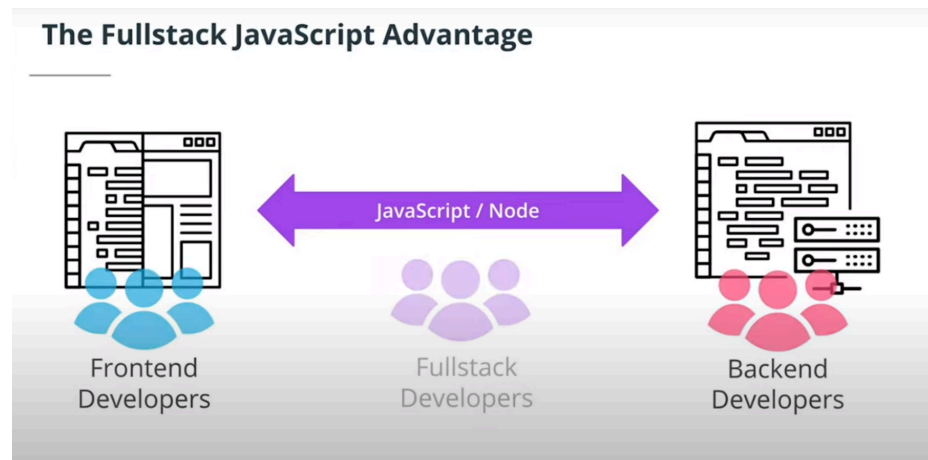 The Fullstack JavaScript Advantage
JavaScript / Node
Frontend
Developers
Fullstack
Developers
Backend
Developers